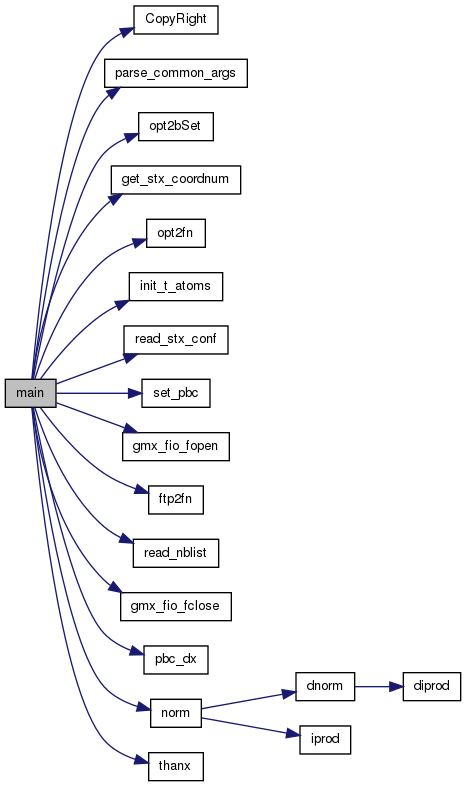 CopyRight
parse_common_args
opt2bSet
get_stx_coordnum
opt2fn
init_t_atoms
read_stx_conf
main
set_pbc
gmx_fio_fopen
ftp2fn
read_nblist
gmx_fio_fclose
pbc_dx
dnorm
diprod
norm
iprod
thanx